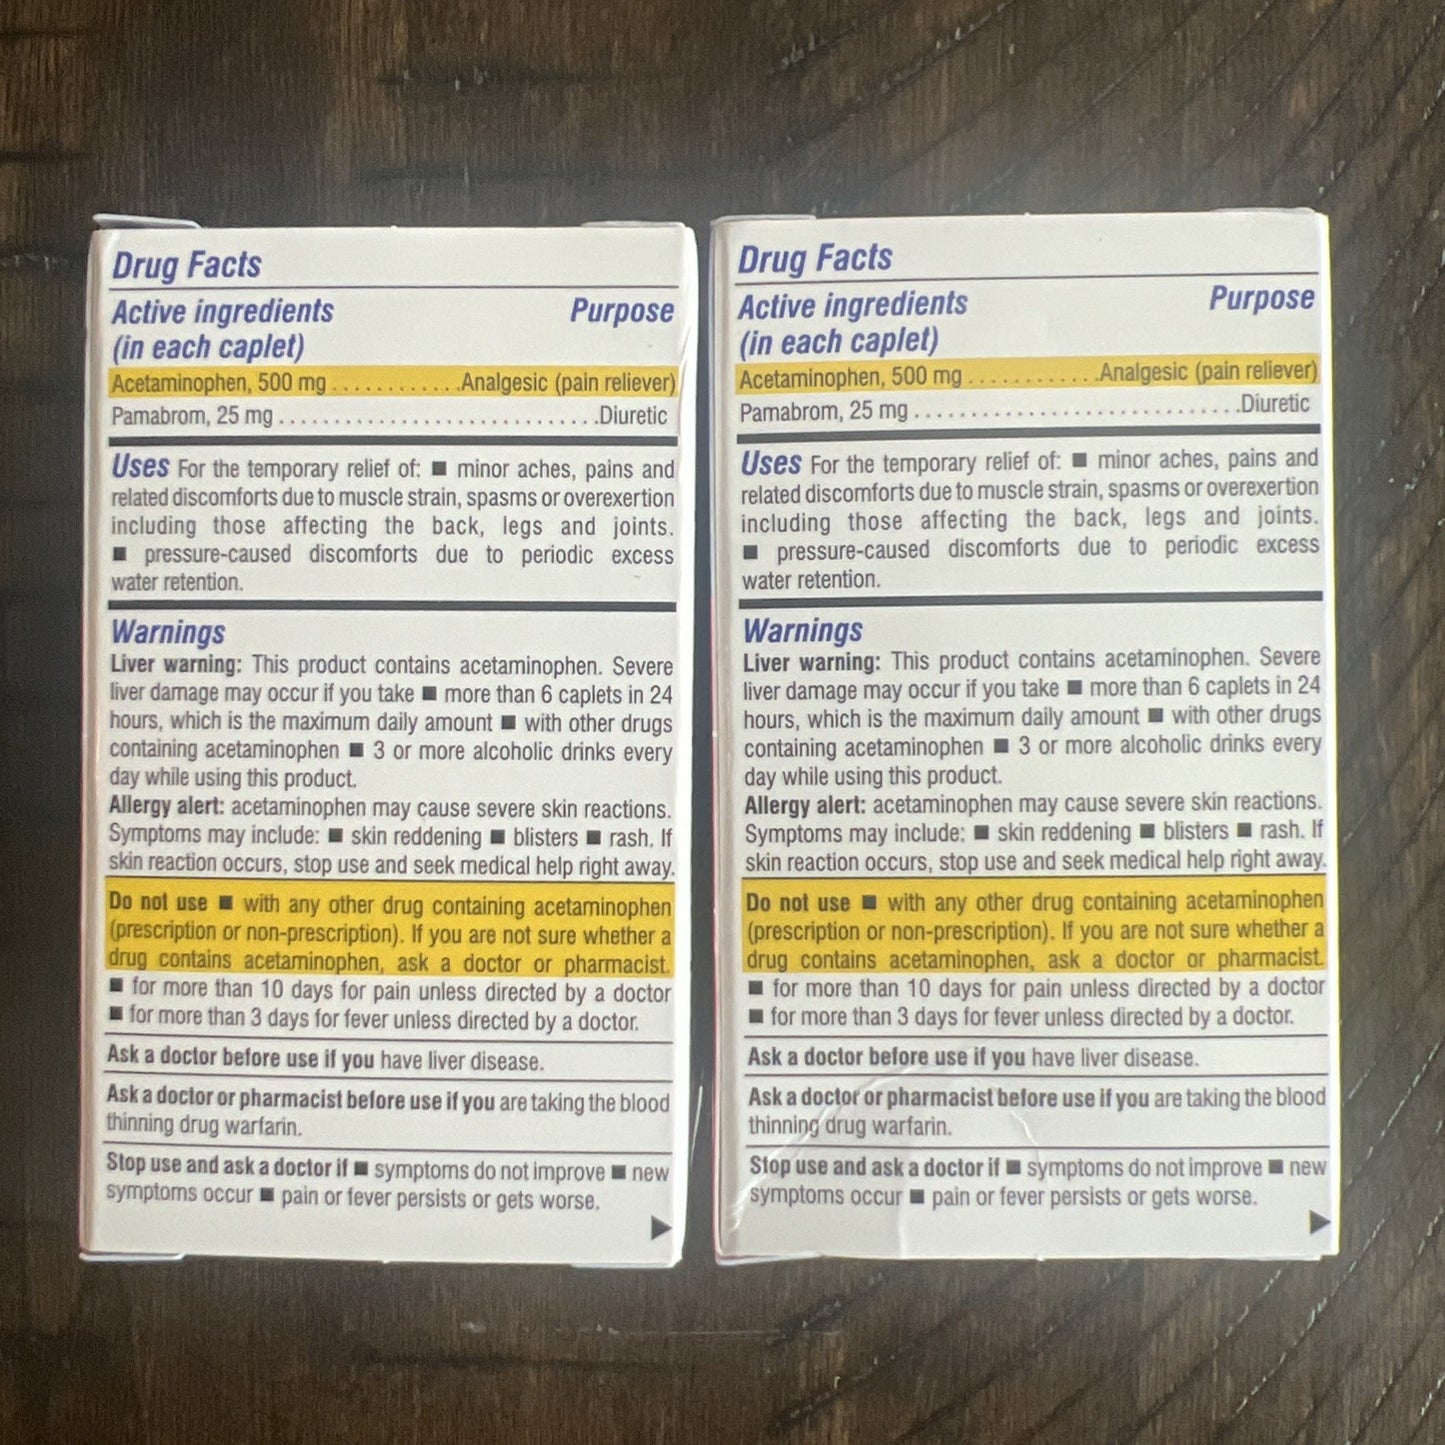 Drug Facts
Active ingredients Purpose
(in each caplet)
Acetaminophen, 500 mg ............Analgesic (pain reliever)
Pamabrom, 25 mg .............................Diuretic
Uses For the temporary relief of: ■ minor aches, pains and
related discomforts due to muscle strain, spasms or overexertion
including those affecting the back, legs and joints.
■ pressure-caused discomforts due to periodic excess
water retention.
Warnings
Liver warning: This product contains acetaminophen. Severe
liver damage may occur if you take ■ more than 6 caplets in 24
hours, which is the maximum daily amount ■ with other drugs
containing acetaminophen ■ 3 or more alcoholic drinks every
day while using this product.
Allergy alert: acetaminophen may cause severe skin reactions.
Symptoms may include: ■ skin reddening ■ blisters ■ rash. If
skin reaction occurs, stop use and seek medical help right away.
Do not use ■ with any other drug containing acetaminophen
(prescription or non-prescription). If you are not sure whether a
drug contains acetaminophen, ask a doctor or pharmacist.
■ for more than 10 days for pain unless directed by a doctor
■ for more than 3 days for fever unless directed by a doctor.
Ask a doctor before use if you have liver disease.
Ask a doctor or pharmacist before use if you are taking the blood
thinning drug warfarin.
Stop use and ask a doctor if ■ symptoms do not improve ■ new
symptoms occur ■ pain or fever persists or gets worse.
Drug Facts
Active ingredients Purpose
(in each caplet)
Acetaminophen, 500 mg ............Analgesic (pain reliever)
Pamabrom, 25 mg .............................Diuretic
Uses For the temporary relief of: ■ minor aches, pains and
related discomforts due to muscle strain, spasms or overexertion
including those affecting the back, legs and joints.
■ pressure-caused discomforts due to periodic excess
water retention.
Warnings
Liver warning: This product contains acetaminophen. Severe
liver damage may occur if you take ■ more than 6 caplets in 24
hours, which is the maximum daily amount ■ with other drugs
containing acetaminophen ■ 3 or more alcoholic drinks every
day while using this product.
Allergy alert: acetaminophen may cause severe skin reactions.
Symptoms may include: ■ skin reddening ■ blisters ■ rash. If
skin reaction occurs, stop use and seek medical help right away.
Do not use ■ with any other drug containing acetaminophen
(prescription or non-prescription). If you are not sure whether a
drug contains acetaminophen, ask a doctor or pharmacist.
■ for more than 10 days for pain unless directed by a doctor
■ for more than 3 days for fever unless directed by a doctor.
Ask a doctor before use if you have liver disease.
Ask a doctor or pharmacist before use if you are taking the blood
thinning drug warfarin.
Stop use and ask a doctor if ■ symptoms do not improve ■ new
symptoms occur ■ pain or fever persists or gets worse.